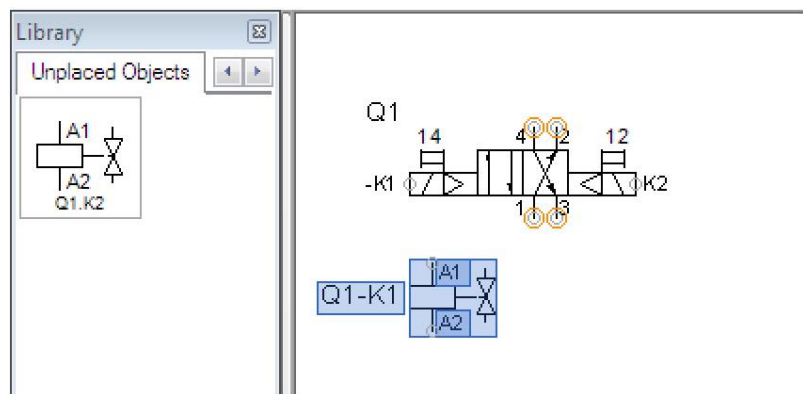 Library
Unplaced Objects
A1
A2
Q1.K2
Q1
14
4
2
12
-K1
K2
1
3
Q1-K1
A1
A2